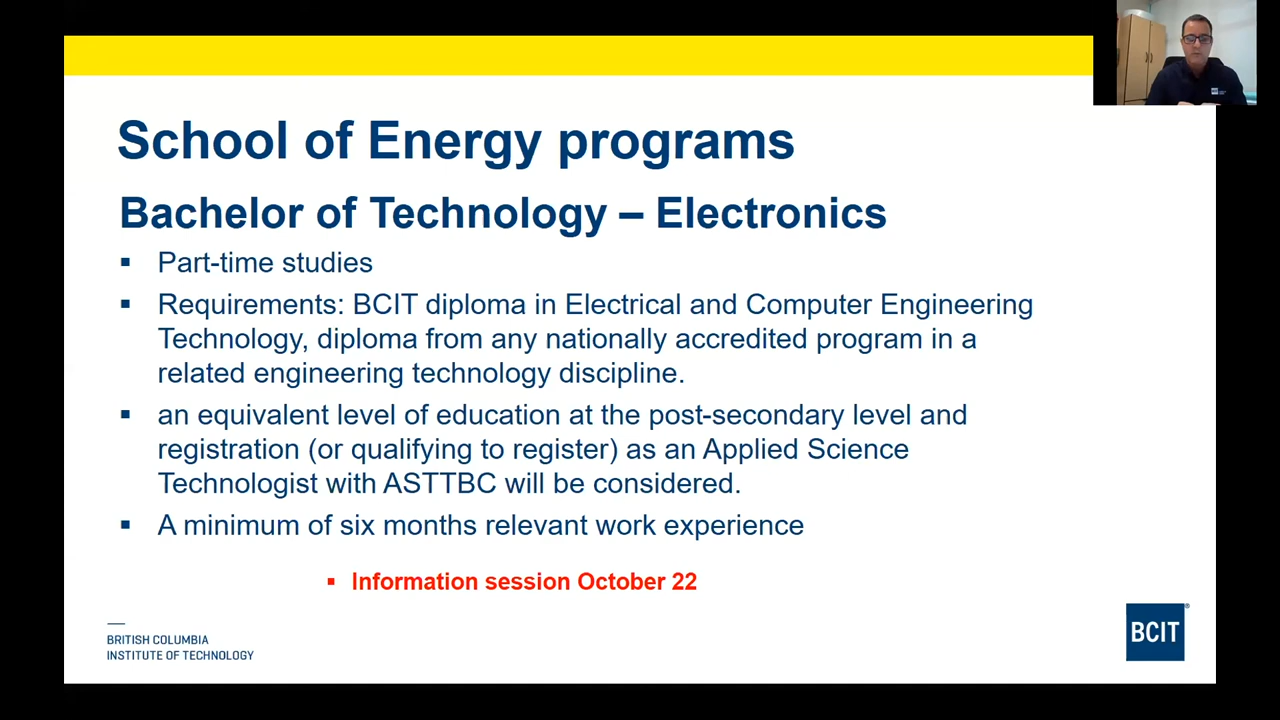 School of Energy programs
Bachelor of Technology – Electronics
▪ Part-time studies
▪ Requirements: BCIT diploma in Electrical and Computer Engineering
Technology, diploma from any nationally accredited program in a
related engineering technology discipline.
▪ an equivalent level of education at the post-secondary level and
registration (or qualifying to register) as an Applied Science
Technologist with ASTTBC will be considered.
▪ A minimum of six months relevant work experience
▪ Information session October 22
BRITISH COLUMBIA
INSTITUTE OF TECHNOLOGY
BCIT®